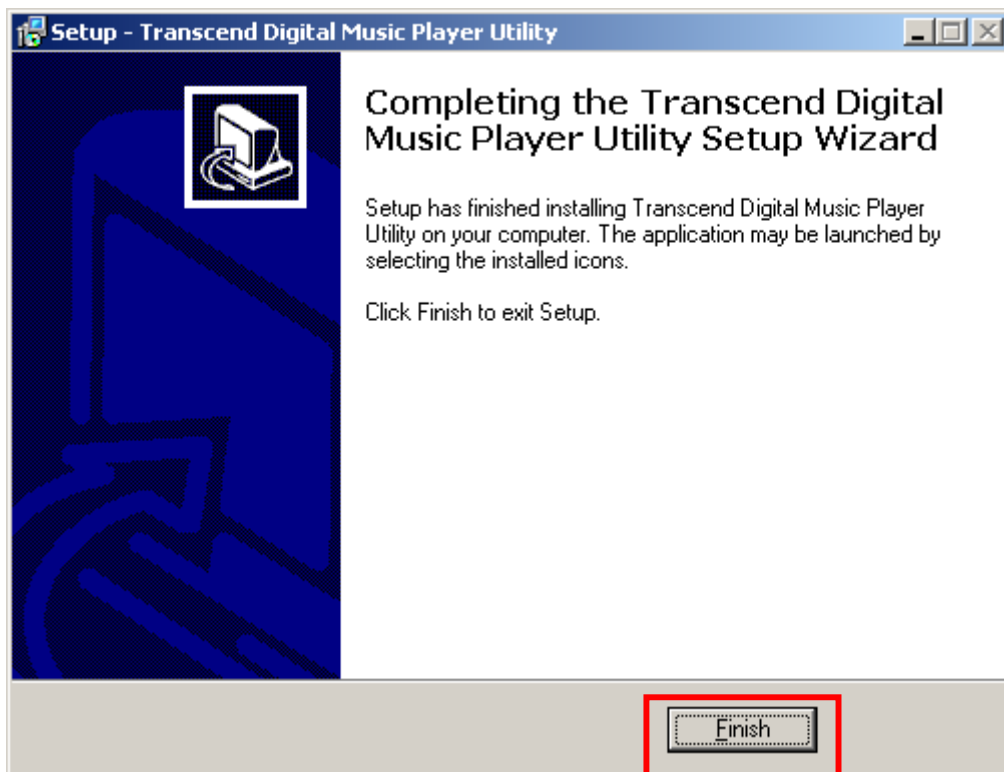 Setup - Transcend Digital Music Player Utility
Completing the Transcend Digital
Music Player Utility Setup Wizard
Setup has finished installing Transcend Digital Music Player
Utility on your computer. The application may be launched by
selecting the installed icons.
Click Finish to exit Setup.
Finish